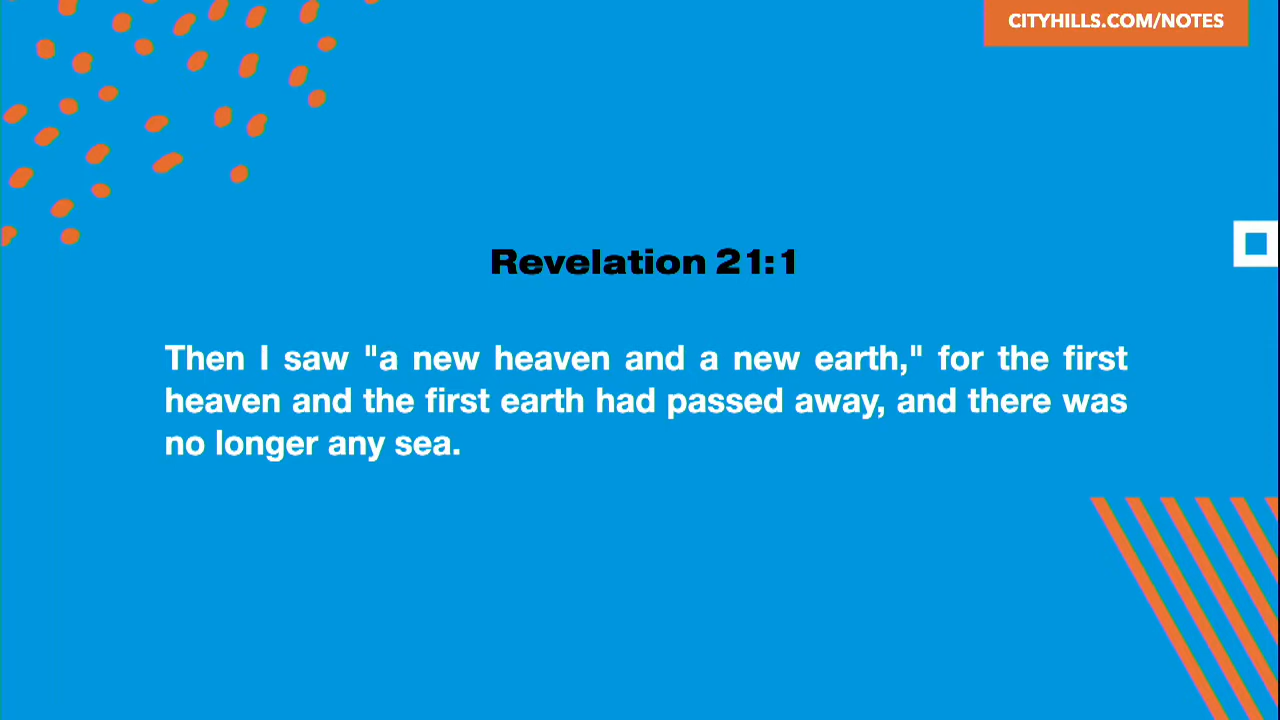 CITYHILLS.COM/NOTES
Revelation 21:1
Then I saw "a new heaven and a new earth," for the first
heaven and the first earth had passed away, and there was
no longer any sea.